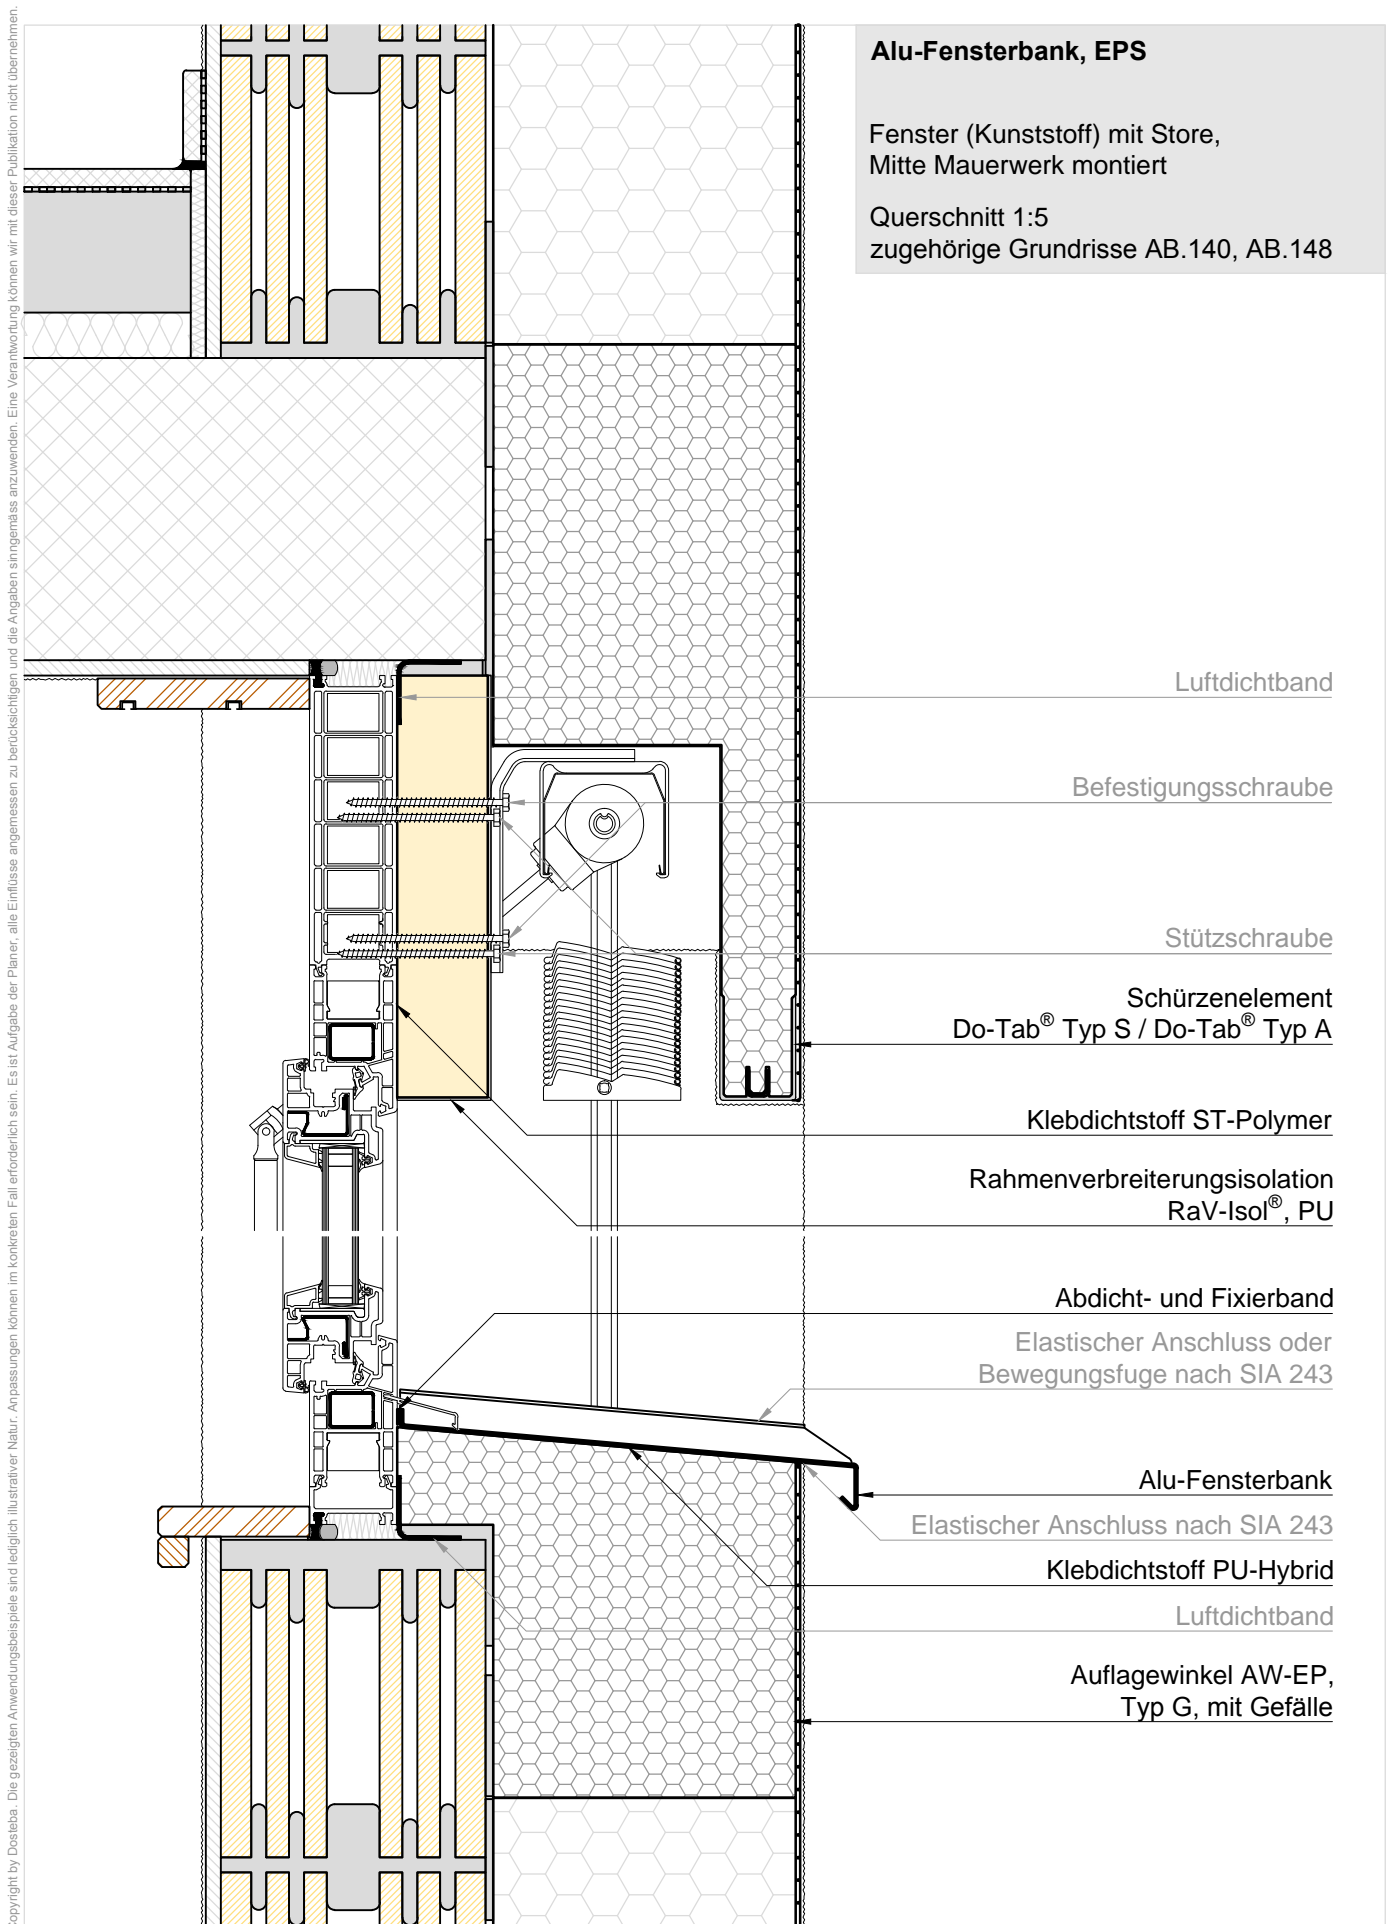 Alu-Fensterbank, EPS
Fenster (Kunststoff) mit Store,
Mitte Mauerwerk montiert
Querschnitt 1:5
zugehörige Grundrisse AB.140, AB.148
Luftdichtband
Befestigungsschraube
Stützschraube
Schürzenelement
Do-Tab® Typ S / Do-Tab® Typ A
Klebdichtstoff ST-Polymer
Rahmenverbreiterungsisolation
RaV-Isol®, PU
Abdicht- und Fixierband
Elastischer Anschluss oder
Bewegungsfuge nach SIA 243
Alu-Fensterbank
Elastischer Anschluss nach SIA 243
Klebdichtstoff PU-Hybrid
Luftdichtband
Auflagewinkel AW-EP,
Typ G, mit Gefälle
Copyright by Dosteba. Die gezeigten Anwendungsbeispiele sind lediglich illustrativer Natur. Anpassungen können im konkreten Fall erforderlich sein. Es ist Aufgabe der Planer, alle Einflüsse angemessen zu berücksichtigen und die Angaben sinngemäss anzuwenden. Eine Verantwortung können wir mit dieser Publikation nicht übernehmen.